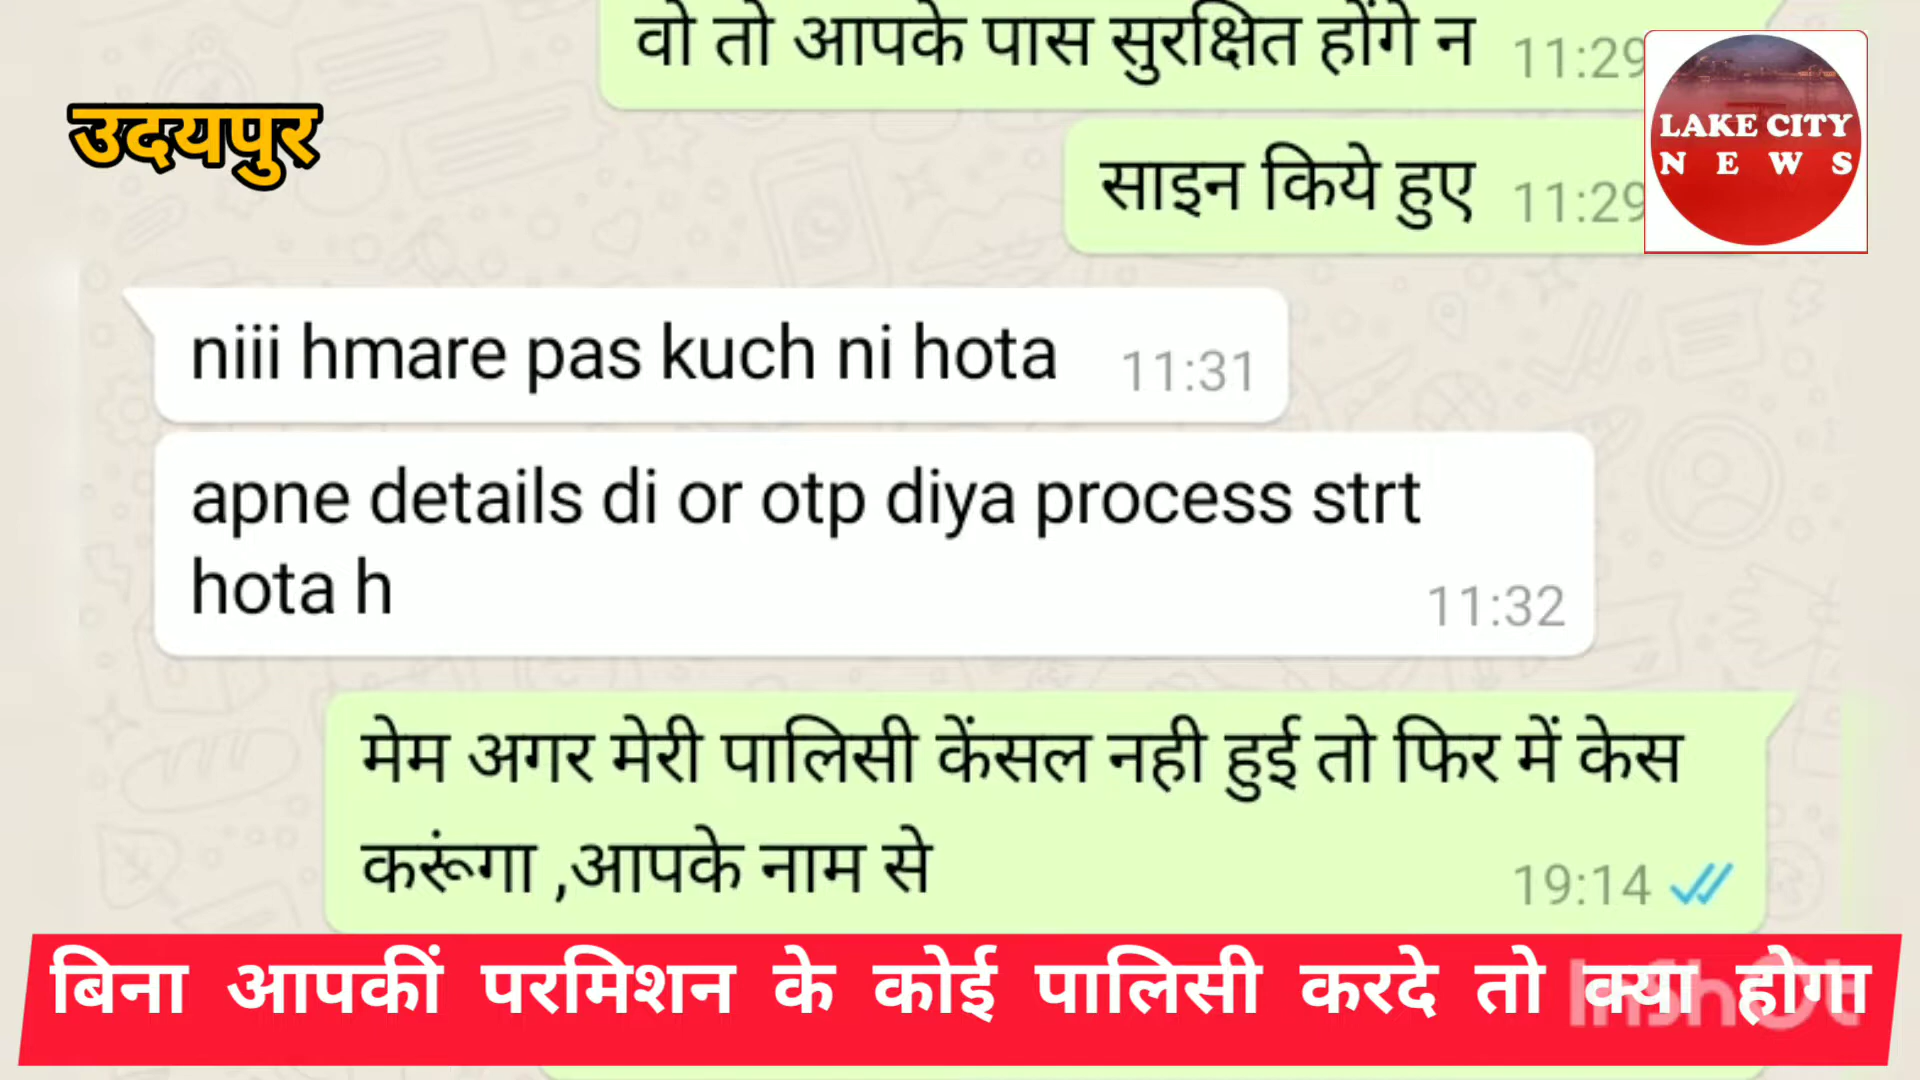 वो तो आपके पास सुरक्षित होंगे न 11:29
उदयपुर
LAKE CITY
NEWS
साइन किये हुए 11:29
niii hmare pas kuch ni hota 11:31
apne details di or otp diya process strt
hota h 11:32
मेम अगर मेरी पालिसी केंसल नही हुई तो फिर में केस
करूंगा ,आपके नाम से 19:14
बिना आपकीं परमिशन के कोई पालिसी करदे तो क्या होगा
InShOt